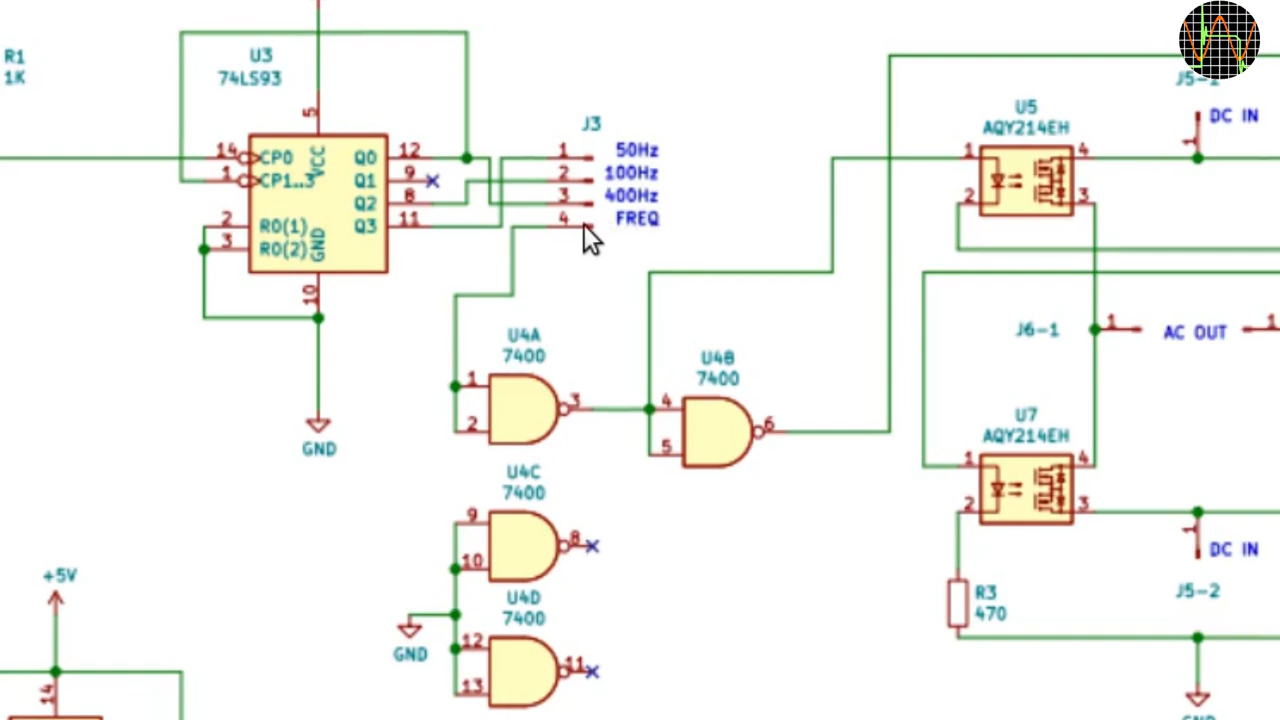 R1
1K
U3
74LS93
5
14
CP0
VCC
Q0
12
1
CP1..3
Q1
9
Q2
8
2
R0(1)
Q3
11
3
R0(2)
GND
10
GND
J3
1
50Hz
2
100Hz
3
400Hz
4
FREQ
U4A
7400
1
2
3
U4B
7400
4
5
6
U4C
7400
9
10
8
U4D
7400
12
13
11
GND
+5V
14
U5
AQY214EH
1
4
2
3
DC IN
1
J6-1
1
AC OUT
1
U7
AQY214EH
1
4
2
3
1
DC IN
J5-2
R3
470